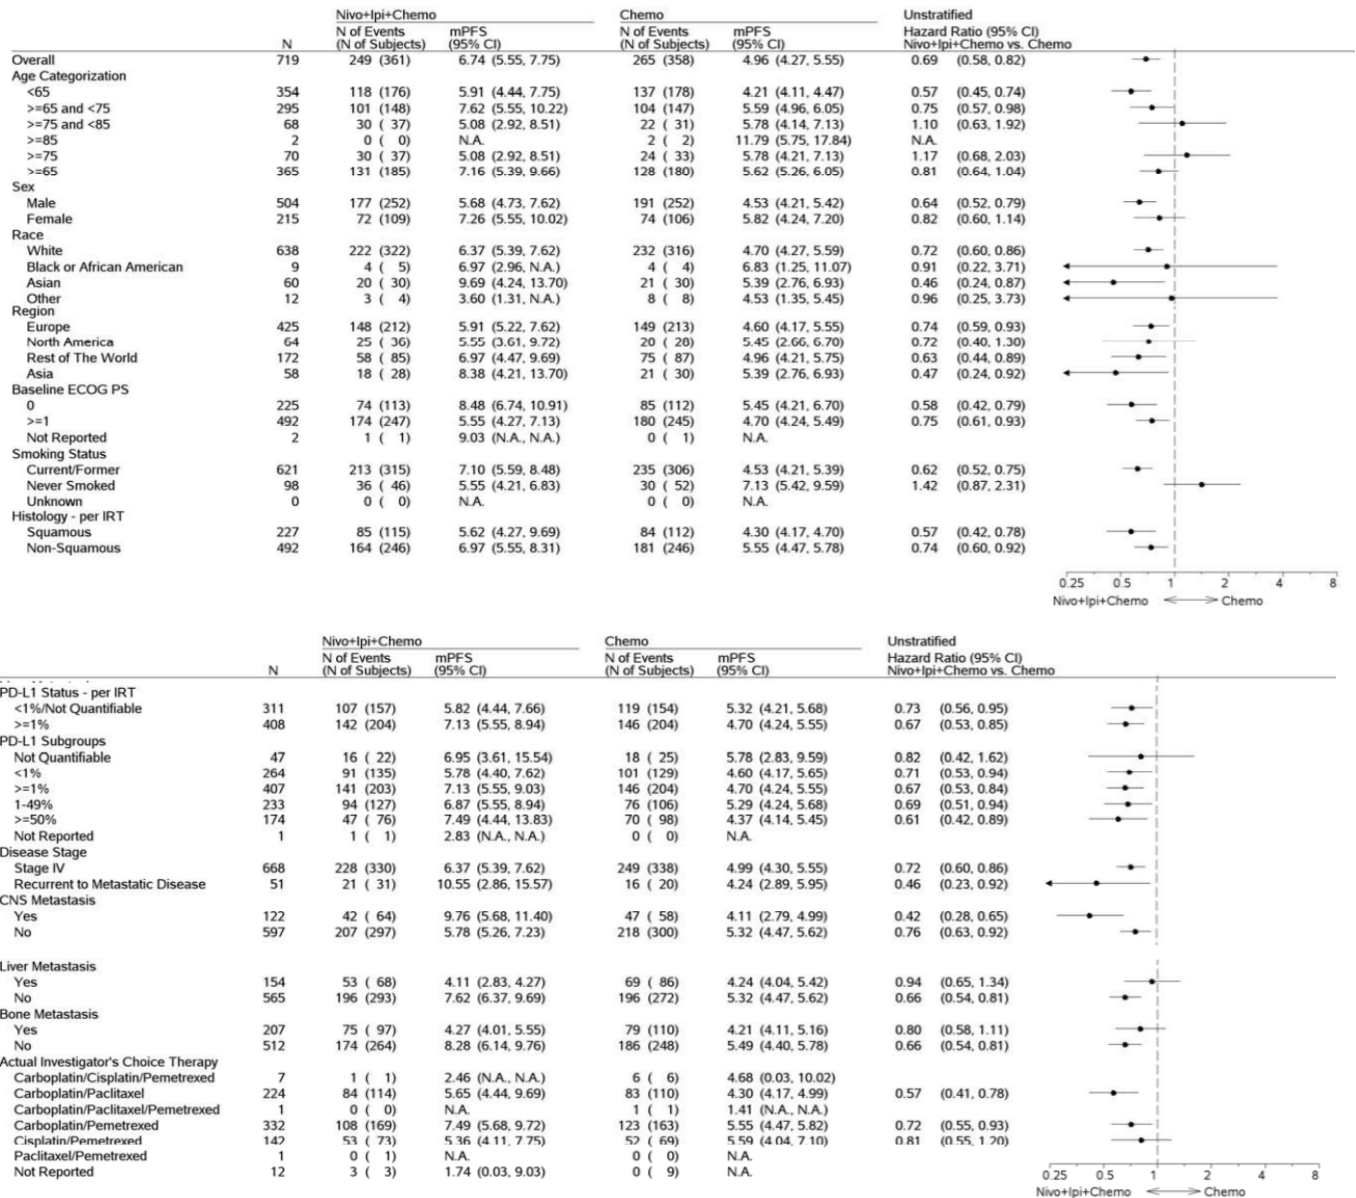 Nivo+Ipi+Chemo Chemo Unstratified
N of Events mPFS N of Events mPFS Hazard Ratio (95% CI)
N (N of Subjects) (95% CI) (N of Subjects) (95% CI) Nivo+Ipi+Chemo vs. Chemo
Overall 719 249 (361) 6.74 (5.55, 7.75) 265 (358) 4.96 (4.27, 5.55) 0.69 (0.58, 0.82)
Age Categorization
<65 354 118 (176) 5.91 (4.44, 7.75) 137 (178) 4.21 (4.11, 4.47) 0.57 (0.45, 0.74)
>=65 and <75 295 101 (148) 7.62 (5.55, 10.22) 104 (147) 5.59 (4.96, 6.05) 0.75 (0.57, 0.98)
>=75 and <85 68 30 ( 37) 5.08 (2.92, 8.51) 22 ( 31) 5.78 (4.14, 7.13) 1.10 (0.63, 1.92)
>=85 2 0 ( 0) N.A. 2 ( 2) 11.79 (5.75, 17.84) N.A.
>=75 70 30 ( 37) 5.08 (2.92, 8.51) 24 ( 33) 5.78 (4.21, 7.13) 1.17 (0.68, 2.03)
>=65 365 131 (185) 7.16 (5.39, 9.66) 128 (180) 5.62 (5.26, 6.05) 0.81 (0.64, 1.04)
Sex
Male 504 177 (252) 5.68 (4.73, 7.62) 191 (252) 4.53 (4.21, 5.42) 0.64 (0.52, 0.79)
Female 215 72 (109) 7.26 (5.55, 10.02) 74 (106) 5.82 (4.24, 7.20) 0.82 (0.60, 1.14)
Race
White 638 222 (322) 6.37 (5.39, 7.62) 232 (316) 4.70 (4.27, 5.59) 0.72 (0.60, 0.86)
Black or African American 9 4 ( 5) 6.97 (2.96, N.A.) 4 ( 4) 6.83 (1.25, 11.07) 0.91 (0.22, 3.71)
Asian 60 20 ( 30) 9.69 (4.24, 13.70) 21 ( 30) 5.39 (2.76, 6.93) 0.46 (0.24, 0.87)
Other 12 3 ( 4) 3.60 (1.31, N.A.) 8 ( 8) 4.53 (1.35, 5.45) 0.96 (0.25, 3.73)
Region
Europe 425 148 (212) 5.91 (5.22, 7.62) 149 (213) 4.60 (4.17, 5.55) 0.74 (0.59, 0.93)
North America 64 25 ( 36) 5.55 (3.61, 9.72) 20 ( 28) 5.45 (2.66, 6.70) 0.72 (0.40, 1.30)
Rest of The World 172 58 ( 85) 6.97 (4.47, 9.69) 75 ( 87) 4.96 (4.21, 5.75) 0.63 (0.44, 0.89)
Asia 58 18 ( 28) 8.38 (4.21, 13.70) 21 ( 30) 5.39 (2.76, 6.93) 0.47 (0.24, 0.92)
Baseline ECOG PS
0 225 74 (113) 8.48 (6.74, 10.91) 85 (112) 5.45 (4.21, 6.70) 0.58 (0.42, 0.79)
>=1 492 174 (247) 5.55 (4.27, 7.13) 180 (245) 4.70 (4.24, 5.49) 0.75 (0.61, 0.93)
Not Reported 2 1 ( 1) 9.03 (N.A., N.A.) 0 ( 1) N.A.
Smoking Status
Current/Former 621 213 (315) 7.10 (5.59, 8.48) 235 (306) 4.53 (4.21, 5.39) 0.62 (0.52, 0.75)
Never Smoked 98 36 ( 46) 5.55 (4.21, 6.83) 30 ( 52) 7.13 (5.42, 9.59) 1.42 (0.87, 2.31)
Unknown 0 0 ( 0) N.A. 0 ( 0) N.A.
Histology - per IRT
Squamous 227 85 (115) 5.62 (4.27, 9.69) 84 (112) 4.30 (4.17, 4.70) 0.57 (0.42, 0.78)
Non-Squamous 492 164 (246) 6.97 (5.55, 8.31) 181 (246) 5.55 (4.47, 5.78) 0.74 (0.60, 0.92)
0.25 0.5 1 2 4 8
Nivo+Ipi+Chemo Chemo
Nivo+Ipi+Chemo Chemo Unstratified
N of Events mPFS N of Events mPFS Hazard Ratio (95% CI)
N (N of Subjects) (95% CI) (N of Subjects) (95% CI) Nivo+Ipi+Chemo vs. Chemo
PD-L1 Status - per IRT
<1%/Not Quantifiable 311 107 (157) 5.82 (4.44, 7.66) 119 (154) 5.32 (4.21, 5.68) 0.73 (0.56, 0.95)
>=1% 408 142 (204) 7.13 (5.55, 8.94) 146 (204) 4.70 (4.24, 5.55) 0.67 (0.53, 0.85)
PD-L1 Subgroups
Not Quantifiable 47 16 ( 22) 6.95 (3.61, 15.54) 18 ( 25) 5.78 (2.83, 9.59) 0.82 (0.42, 1.62)
<1% 264 91 (135) 5.78 (4.40, 7.62) 101 (129) 4.60 (4.17, 5.65) 0.71 (0.53, 0.94)
>=1% 407 141 (203) 7.13 (5.55, 9.03) 146 (204) 4.70 (4.24, 5.55) 0.67 (0.53, 0.84)
1-49% 233 94 (127) 6.87 (5.55, 8.94) 76 (106) 5.29 (4.24, 5.68) 0.69 (0.51, 0.94)
>=50% 174 47 ( 76) 7.49 (4.44, 13.83) 70 ( 98) 4.37 (4.14, 5.45) 0.61 (0.42, 0.89)
Not Reported 1 1 ( 1) 2.83 (N.A., N.A.) 0 ( 0) N.A.
Disease Stage
Stage IV 668 228 (330) 6.37 (5.39, 7.62) 249 (338) 4.99 (4.30, 5.55) 0.72 (0.60, 0.86)
Recurrent to Metastatic Disease 51 21 ( 31) 10.55 (2.86, 15.57) 16 ( 20) 4.24 (2.89, 5.95) 0.46 (0.23, 0.92)
CNS Metastasis
Yes 122 42 ( 64) 9.76 (5.68, 11.40) 47 ( 58) 4.11 (2.79, 4.99) 0.42 (0.28, 0.65)
No 597 207 (297) 5.78 (5.26, 7.23) 218 (300) 5.32 (4.47, 5.62) 0.76 (0.63, 0.92)
Liver Metastasis
Yes 154 53 ( 68) 4.11 (2.83, 4.27) 69 ( 86) 4.24 (4.04, 5.42) 0.94 (0.65, 1.34)
No 565 196 (293) 7.62 (6.37, 9.69) 196 (272) 5.32 (4.47, 5.62) 0.66 (0.54, 0.81)
Bone Metastasis
Yes 207 75 ( 97) 4.27 (4.01, 5.55) 79 (110) 4.21 (4.11, 5.16) 0.80 (0.58, 1.11)
No 512 174 (264) 8.28 (6.14, 9.76) 186 (248) 5.49 (4.40, 5.78) 0.66 (0.54, 0.81)
Actual Investigator's Choice Therapy
Carboplatin/Cisplatin/Pemetrexed 7 1 ( 1) 2.46 (N.A., N.A.) 6 ( 6) 4.68 (0.03, 10.02)
Carboplatin/Paclitaxel 224 84 (114) 5.65 (4.44, 9.69) 83 (110) 4.30 (4.17, 4.99) 0.57 (0.41, 0.78)
Carboplatin/Paclitaxel/Pemetrexed 1 0 ( 0) N.A. 1 ( 1) 1.41 (N.A., N.A.)
Carboplatin/Pemetrexed 332 108 (169) 7.49 (5.68, 9.72) 123 (163) 5.55 (4.47, 5.82) 0.72 (0.55, 0.93)
Cisplatin/Pemetrexed 142 53 ( 73) 5.36 (4.11, 7.75) 52 ( 69) 5.59 (4.04, 7.10) 0.81 (0.55, 1.20)
Paclitaxel/Pemetrexed 1 0 ( 1) N.A. 0 ( 0) N.A.
Not Reported 12 3 ( 3) 1.74 (0.03, 9.03) 0 ( 9) N.A.
0.25 0.5 1 2 4 8
Nivo+Ipi+Chemo Chemo